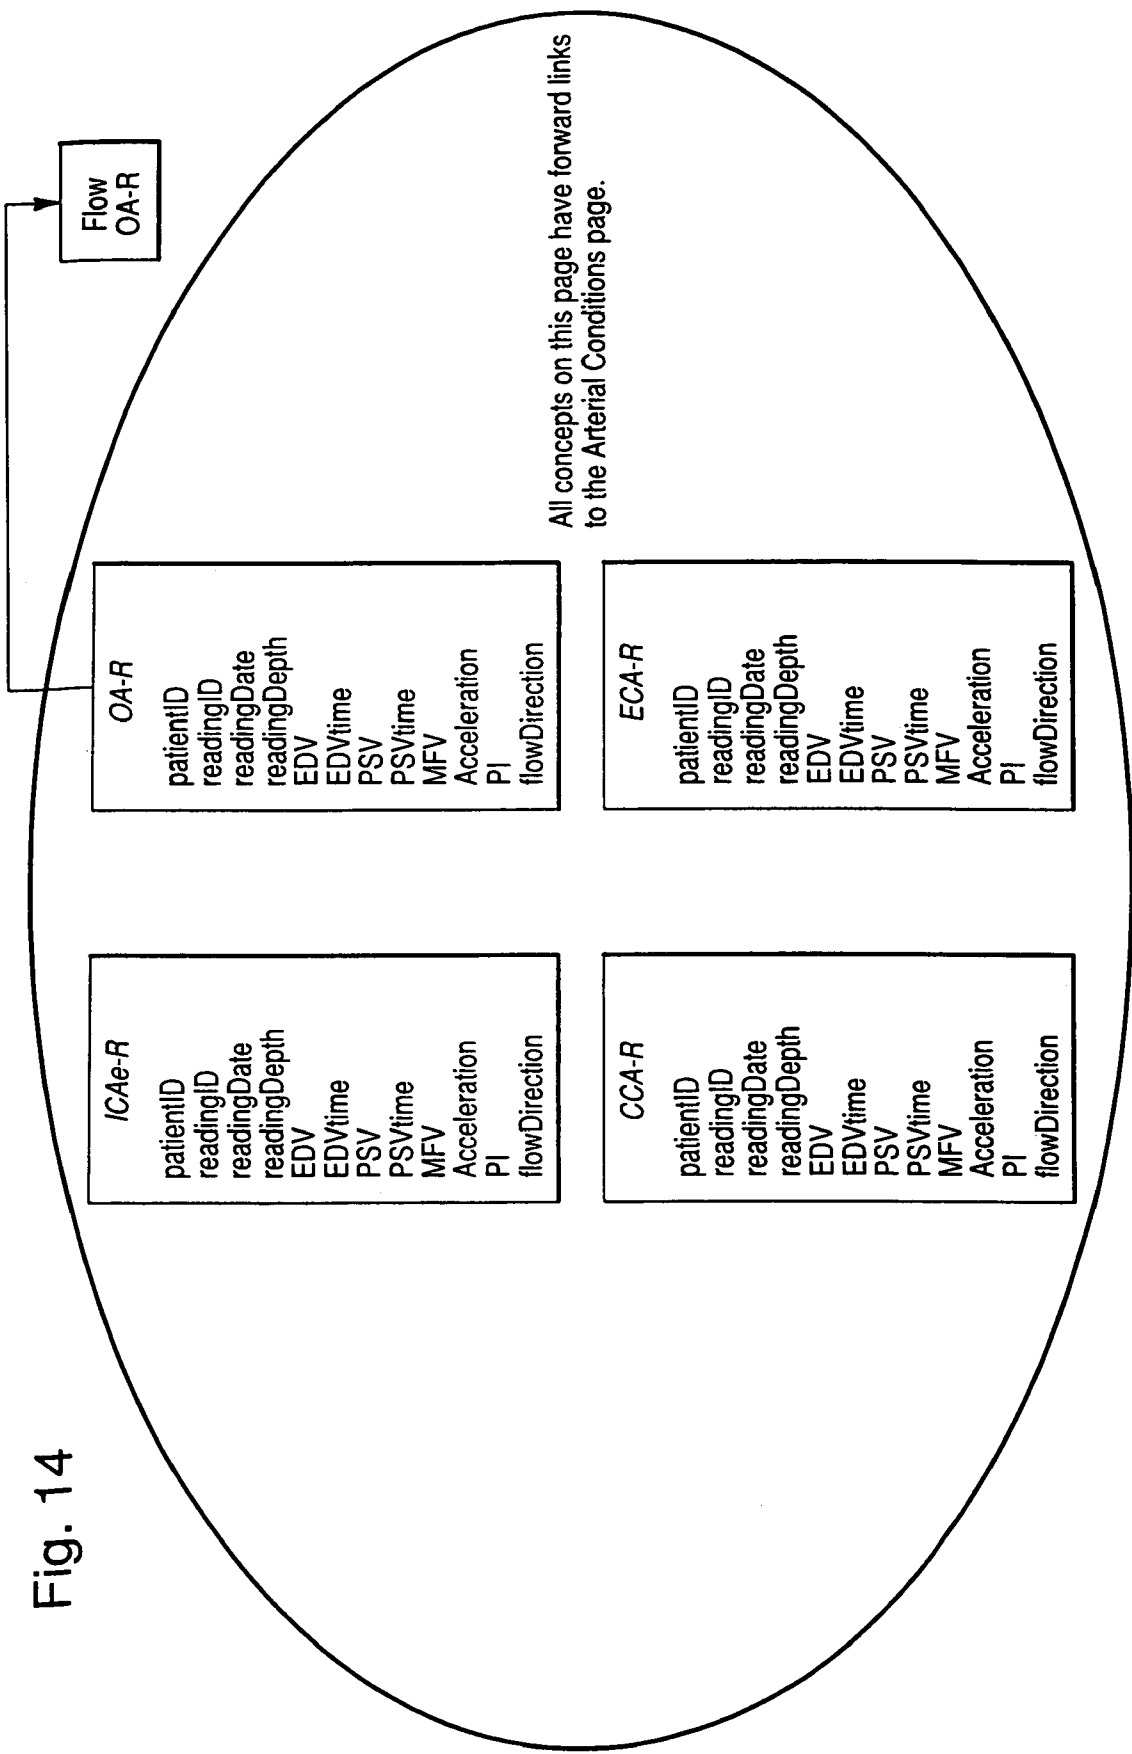 Fig. 14
Flow
OA-R
ICAe-R
patientID
readingID
readingDate
readingDepth
EDV
EDVtime
PSV
PSVtime
MFV
Acceleration
PI
flowDirection
OA-R
patientID
readingID
readingDate
readingDepth
EDV
EDVtime
PSV
PSVtime
MFV
Acceleration
PI
flowDirection
All concepts on this page have forward links
to the Arterial Conditions page.
CCA-R
patientID
readingID
readingDate
readingDepth
EDV
EDVtime
PSV
PSVtime
MFV
Acceleration
PI
flowDirection
ECA-R
patientID
readingID
readingDate
readingDepth
EDV
EDVtime
PSV
PSVtime
MFV
Acceleration
PI
flowDirection